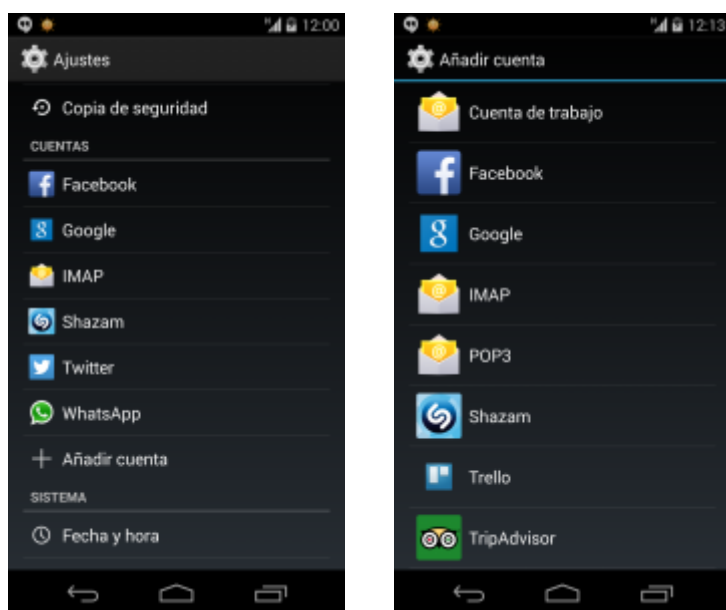 12:00
Ajustes
Copia de seguridad
CUENTAS
Facebook
Google
IMAP
Shazam
Twitter
WhatsApp
Añadir cuenta
SISTEMA
Fecha y hora
12:13
Añadir cuenta
Cuenta de trabajo
Facebook
Google
IMAP
POP3
Shazam
Trello
TripAdvisor